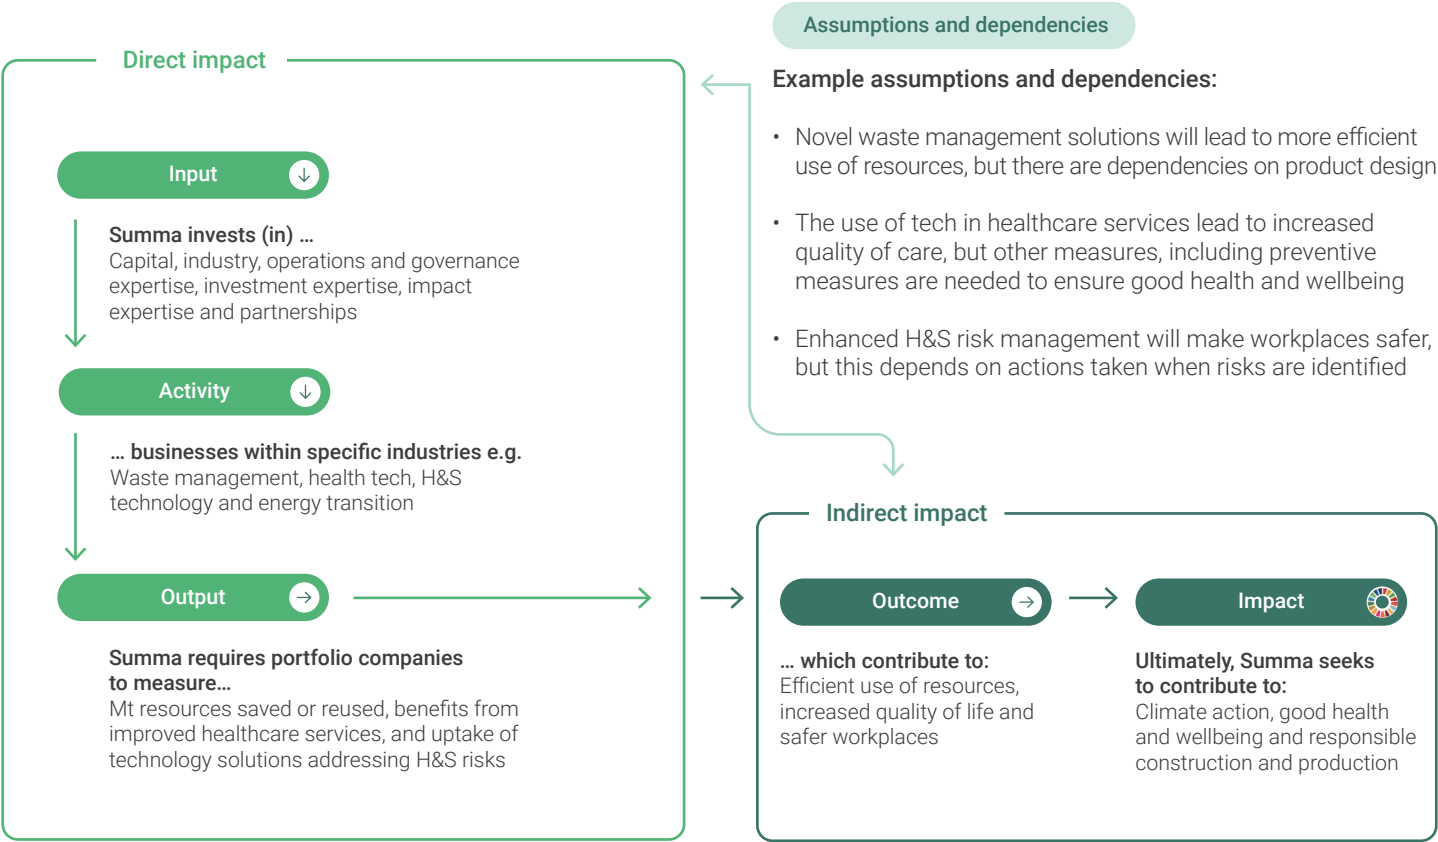 Direct impact
Input
Summa invests (in) ...
Capital, industry, operations and governance
expertise, investment expertise, impact
expertise and partnerships
Activity
... businesses within specific industries e.g.
Waste management, health tech, H&S
technology and energy transition
Output
Summa requires portfolio companies
to measure...
Mt resources saved or reused, benefits from
improved healthcare services, and uptake of
technology solutions addressing H&S risks
Assumptions and dependencies
Example assumptions and dependencies:
• Novel waste management solutions will lead to more efficient
use of resources, but there are dependencies on product design
• The use of tech in healthcare services lead to increased
quality of care, but other measures, including preventive
measures are needed to ensure good health and wellbeing
• Enhanced H&S risk management will make workplaces safer,
but this depends on actions taken when risks are identified
Indirect impact
Outcome
... which contribute to:
Efficient use of resources,
increased quality of life and
safer workplaces
Impact
Ultimately, Summa seeks
to contribute to:
Climate action, good health
and wellbeing and responsible
construction and production